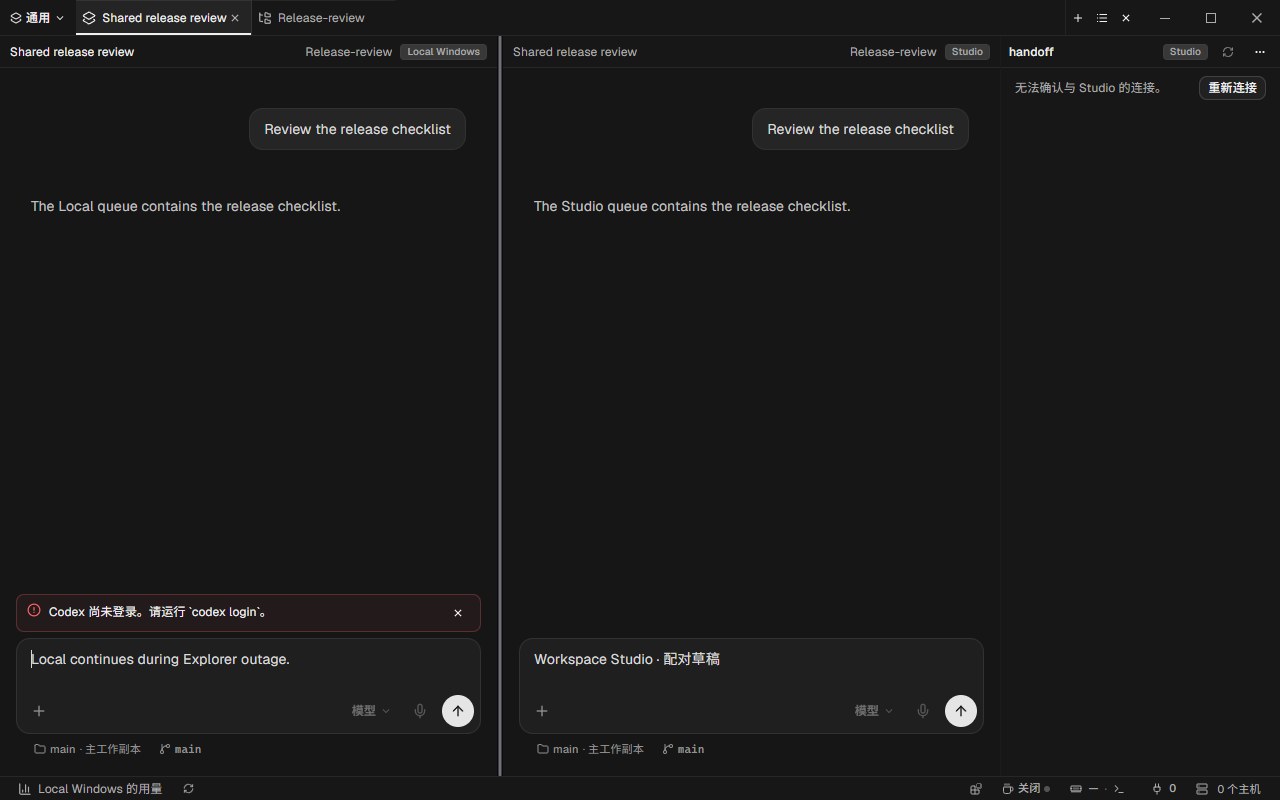 通用
Shared release review
Release-review
Shared release review
Release-review
Local Windows
Review the release checklist
The Local queue contains the release checklist.
Codex 尚未登录。请运行 `codex login`。
Local continues during Explorer outage.
模型
main · 主工作副本
main
Shared release review
Release-review
Studio
Review the release checklist
The Studio queue contains the release checklist.
Workspace Studio · 配对草稿
模型
main · 主工作副本
main
handoff
Studio
无法确认与 Studio 的连接。
重新连接
Local Windows 的用量
关闭
— ·
0
0 个主机